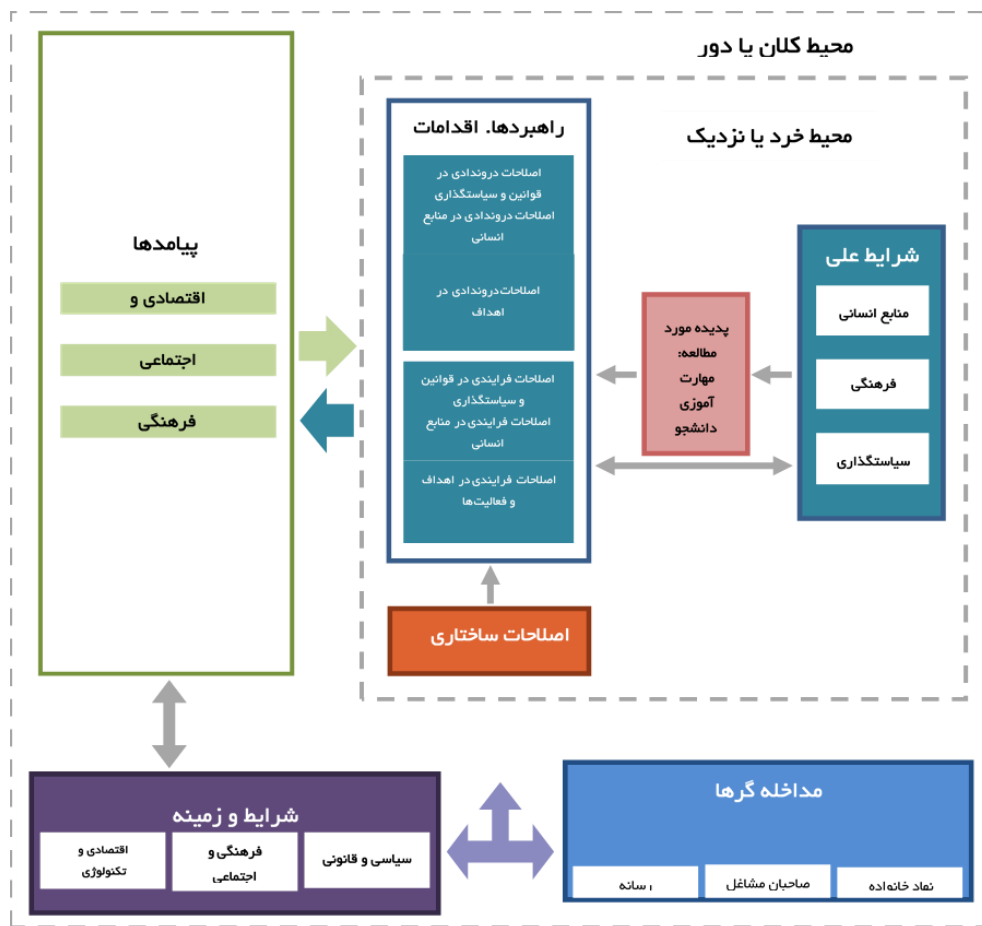 محیط کلان یا دور
محیط خرد یا نزدیک
شرایط علی
منابع انسانی
فرهنگی
سیاستگذاری
پدیده مورد
مطالعه:
مهارت
آموزی
دانشجو
راهبردها. اقدامات
اصلاحات دروندادی در
قوانین و سیاستگذاری
اصلاحات دروندادی در منابع
انسانی
اصلاحات دروندادی در
اهداف
اصلاحات فرایندی در قوانین
و سیاستگذاری
اصلاحات فرایندی در منابع
انسانی
اصلاحات فرایندی در اهداف
و فعالیت‌ها
اصلاحات ساختاری
پیامدها
اقتصادی و
اجتماعی
فرهنگی
مداخله گرها
نهاد خانواده
صاحبان مشاغل
رسانه
شرایط و زمینه
سیاسی و قانونی
فرهنگی و
اجتماعی
اقتصادی و
تکنولوژی